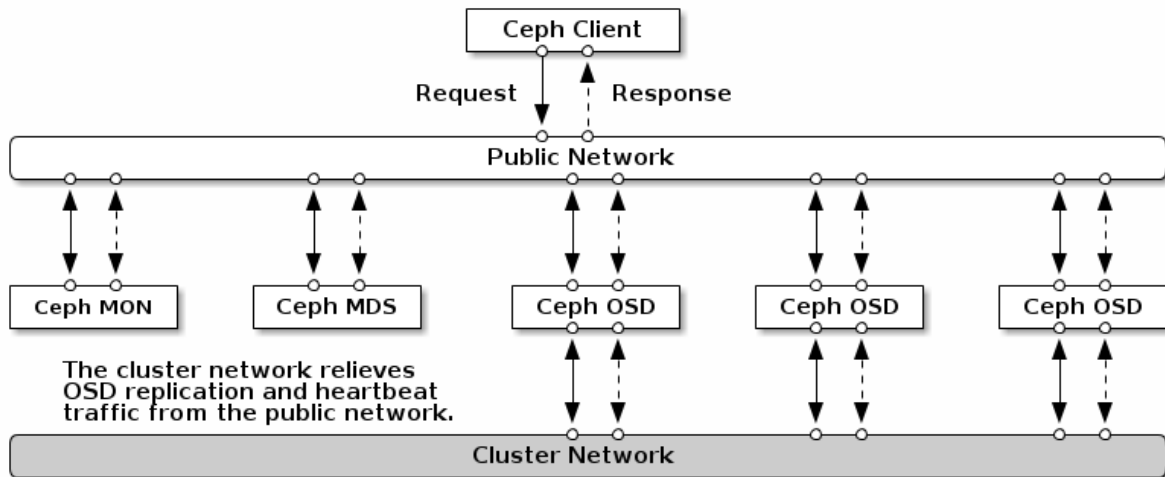 Ceph Client
Request
Response
Public Network
Ceph MON
Ceph MDS
Ceph OSD
Ceph OSD
Ceph OSD
The cluster network relieves
OSD replication and heartbeat
traffic from the public network.
Cluster Network